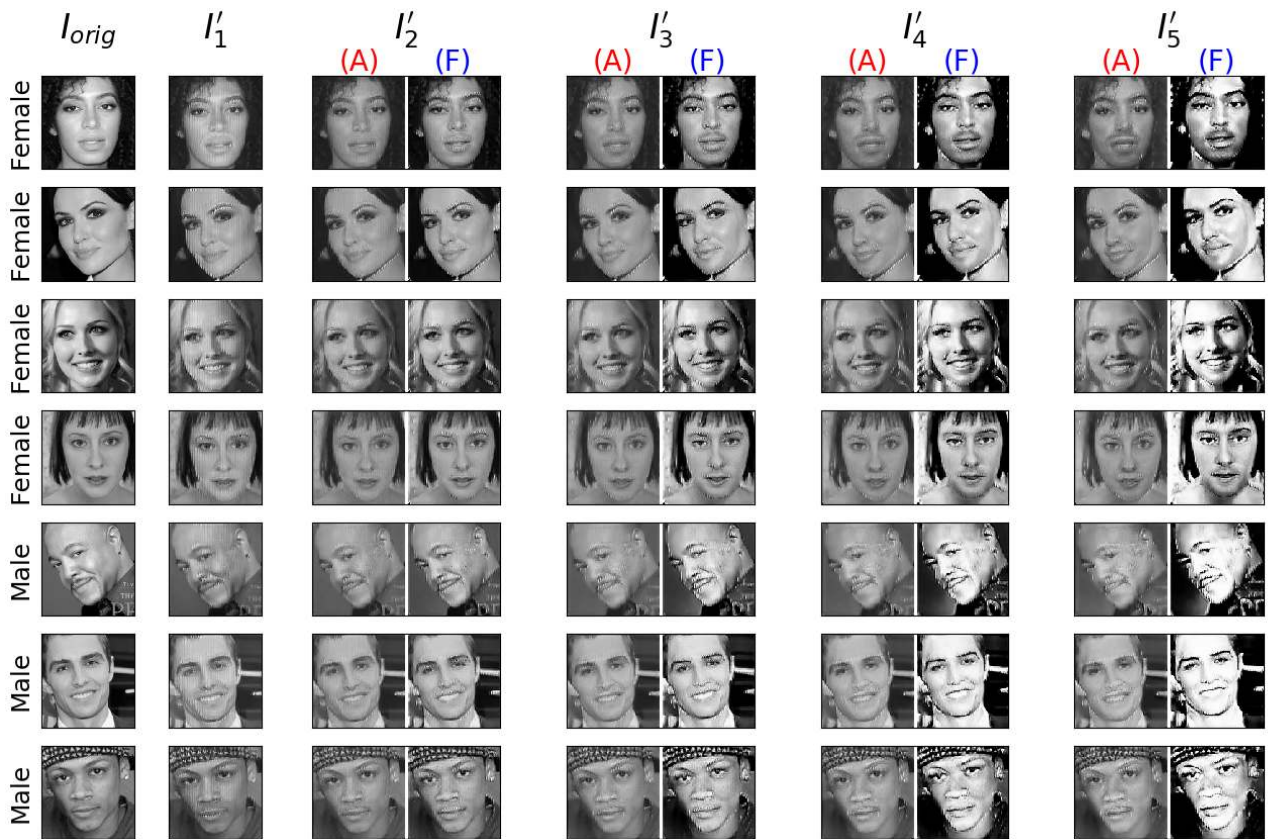 I_orig I′_1 I′_2 I′_3 I′_4 I′_5
(A) (F) (A) (F) (A) (F) (A) (F)
Female
Female
Female
Female
Male
Male
Male